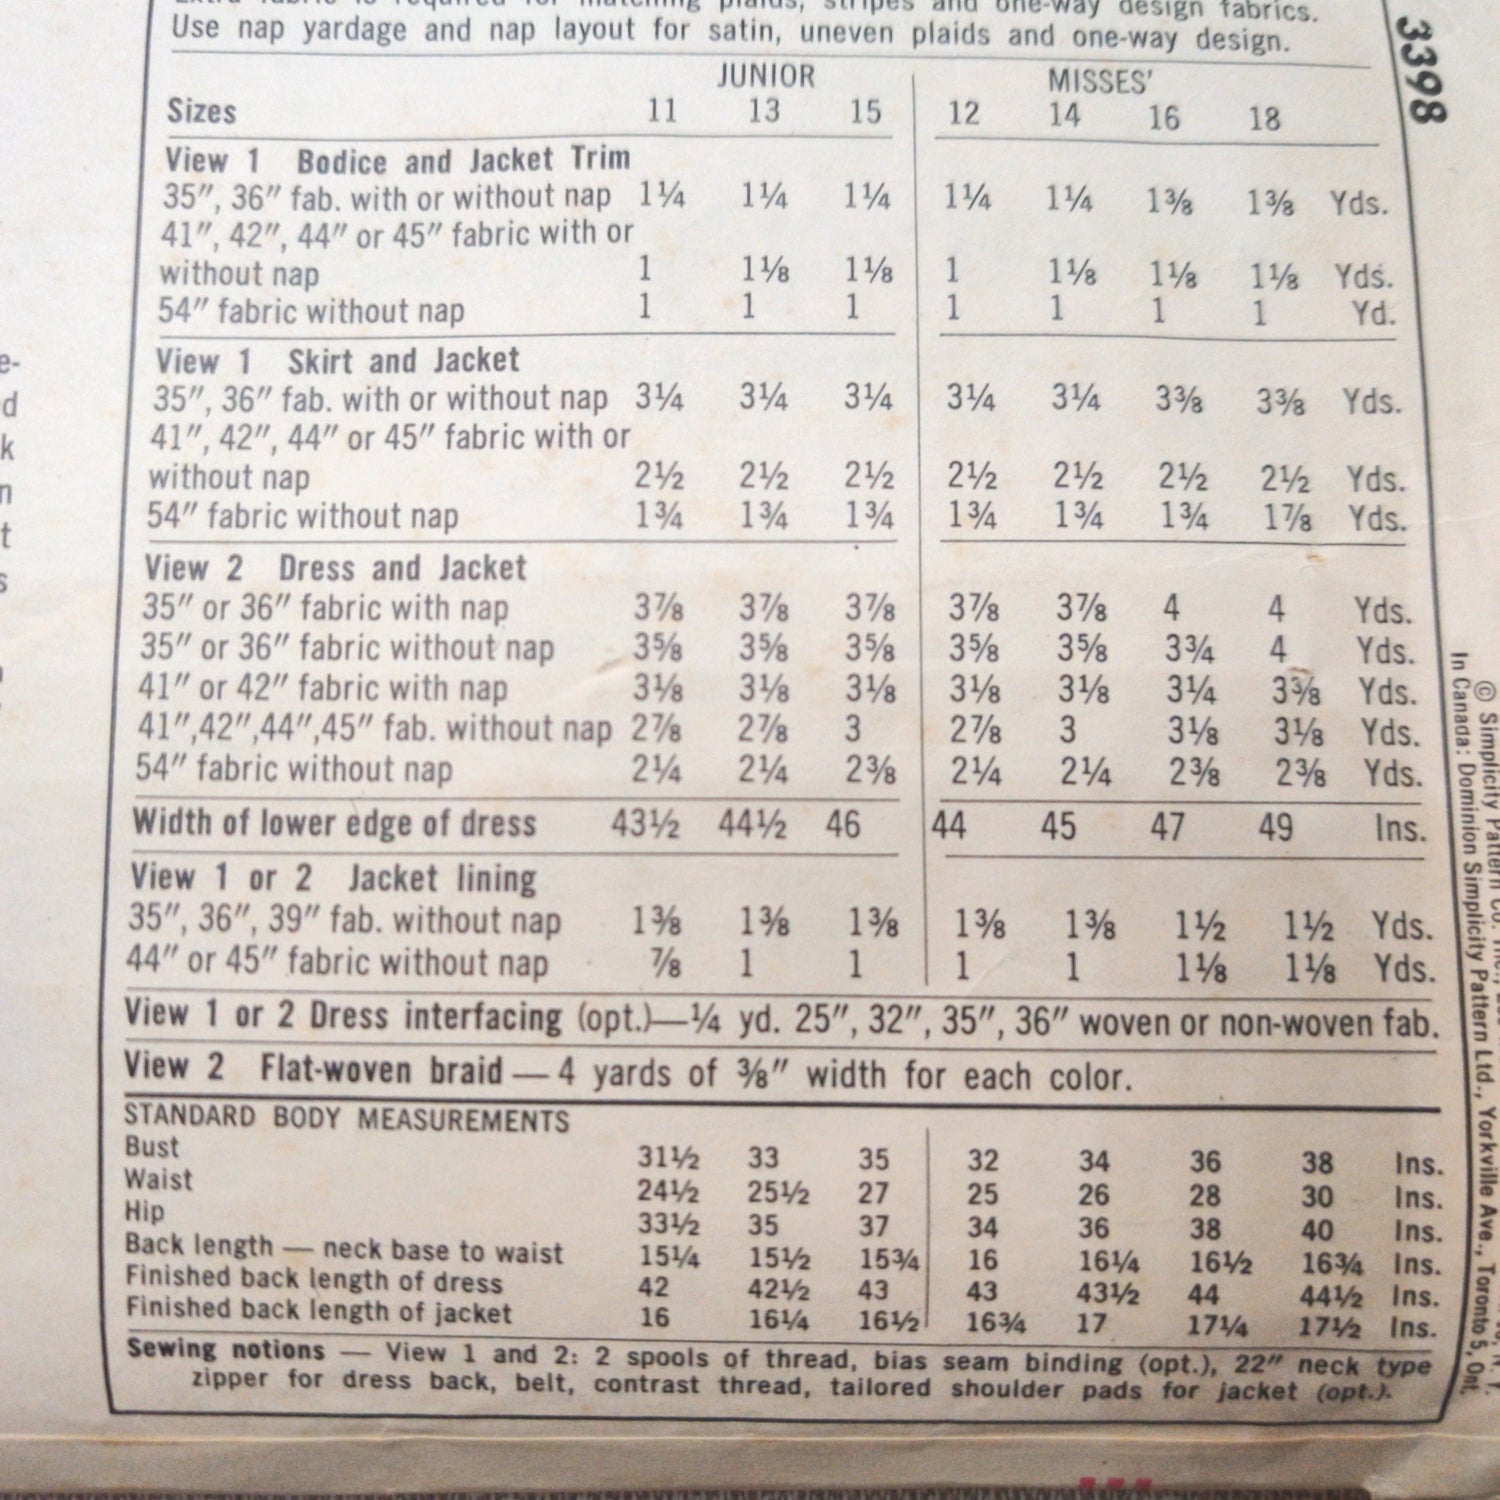 Extra fabric is required for matching plaids, stripes and one-way design fabrics.
Use nap yardage and nap layout for satin, uneven plaids and one-way design.
JUNIOR MISSES'
Sizes 11 13 15 12 14 16 18
View 1 Bodice and Jacket Trim
35", 36" fab. with or without nap 1¼ 1¼ 1¼ 1¼ 1¼ 1⅜ 1⅜ Yds.
41", 42", 44" or 45" fabric with or
without nap 1 1⅛ 1⅛ 1 1⅛ 1⅛ 1⅛ Yds.
54" fabric without nap 1 1 1 1 1 1 1 Yd.
View 1 Skirt and Jacket
35", 36" fab. with or without nap 3¼ 3¼ 3¼ 3¼ 3¼ 3⅜ 3⅜ Yds.
41", 42", 44" or 45" fabric with or
without nap 2½ 2½ 2½ 2½ 2½ 2½ 2½ Yds.
54" fabric without nap 1¾ 1¾ 1¾ 1¾ 1¾ 1¾ 1⅞ Yds.
View 2 Dress and Jacket
35" or 36" fabric with nap 3⅞ 3⅞ 3⅞ 3⅞ 3⅞ 4 4 Yds.
35" or 36" fabric without nap 3⅝ 3⅝ 3⅝ 3⅝ 3⅝ 3¾ 4 Yds.
41" or 42" fabric with nap 3⅛ 3⅛ 3⅛ 3⅛ 3⅛ 3¼ 3⅜ Yds.
41",42",44",45" fab. without nap 2⅞ 2⅞ 3 2⅞ 3 3⅛ 3⅛ Yds.
54" fabric without nap 2¼ 2¼ 2⅜ 2¼ 2¼ 2⅜ 2⅜ Yds.
Width of lower edge of dress 43½ 44½ 46 44 45 47 49 Ins.
View 1 or 2 Jacket lining
35", 36", 39" fab. without nap 1⅜ 1⅜ 1⅜ 1⅜ 1⅜ 1½ 1½ Yds.
44" or 45" fabric without nap ⅞ 1 1 1 1 1⅛ 1⅛ Yds.
View 1 or 2 Dress interfacing (opt.)—¼ yd. 25", 32", 35", 36" woven or non-woven fab.
View 2 Flat-woven braid — 4 yards of ⅜" width for each color.
STANDARD BODY MEASUREMENTS
Bust 31½ 33 35 32 34 36 38 Ins.
Waist 24½ 25½ 27 25 26 28 30 Ins.
Hip 33½ 35 37 34 36 38 40 Ins.
Back length — neck base to waist 15¼ 15½ 15¾ 16 16¼ 16½ 16¾ Ins.
Finished back length of dress 42 42½ 43 43 43½ 44 44½ Ins.
Finished back length of jacket 16 16¼ 16½ 16¾ 17 17¼ 17½ Ins.
Sewing notions — View 1 and 2: 2 spools of thread, bias seam binding (opt.), 22" neck type
zipper for dress back, belt, contrast thread, tailored shoulder pads for jacket (opt.).
3398
© Simplicity Pattern Co. Inc.,
In Canada: Dominion Simplicity Pattern Ltd., Yorkville Ave., Toronto 5, Ont.